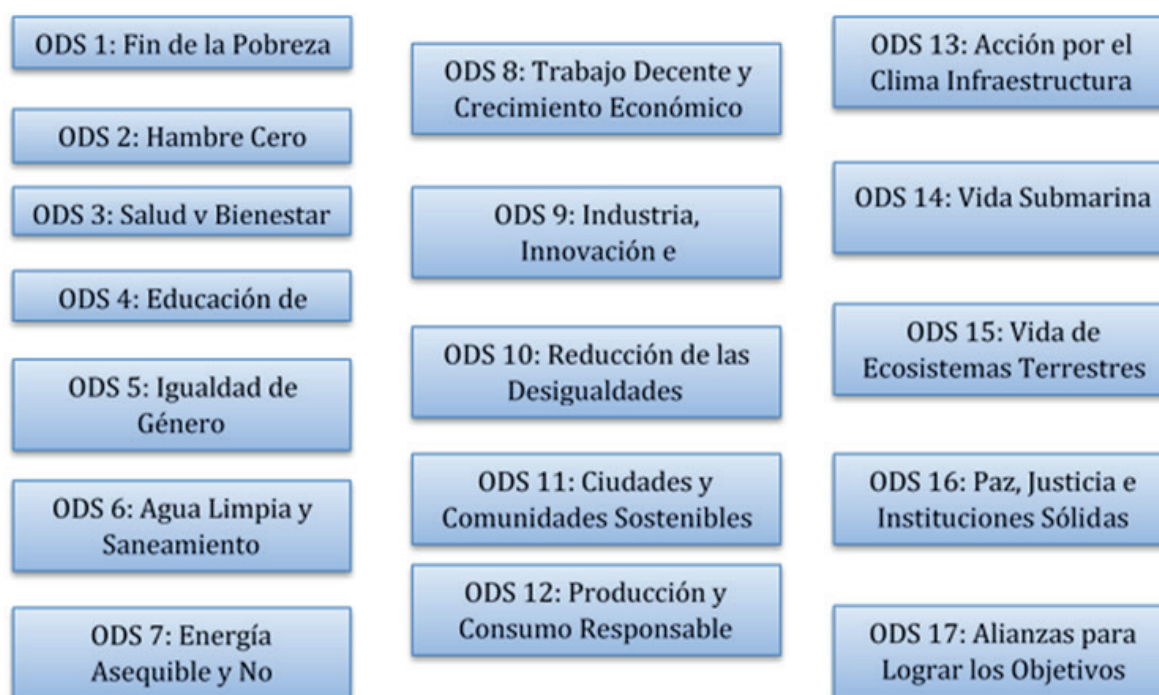 ODS 1: Fin de la Pobreza
ODS 2: Hambre Cero
ODS 3: Salud y Bienestar
ODS 4: Educación de
ODS 5: Igualdad de
Género
ODS 6: Agua Limpia y
Saneamiento
ODS 7: Energía
Asequible y No
ODS 8: Trabajo Decente y
Crecimiento Económico
ODS 9: Industria,
Innovación e
ODS 10: Reducción de las
Desigualdades
ODS 11: Ciudades y
Comunidades Sostenibles
ODS 12: Producción y
Consumo Responsable
ODS 13: Acción por el
Clima Infraestructura
ODS 14: Vida Submarina
ODS 15: Vida de
Ecosistemas Terrestres
ODS 16: Paz, Justicia e
Instituciones Sólidas
ODS 17: Alianzas para
Lograr los Objetivos